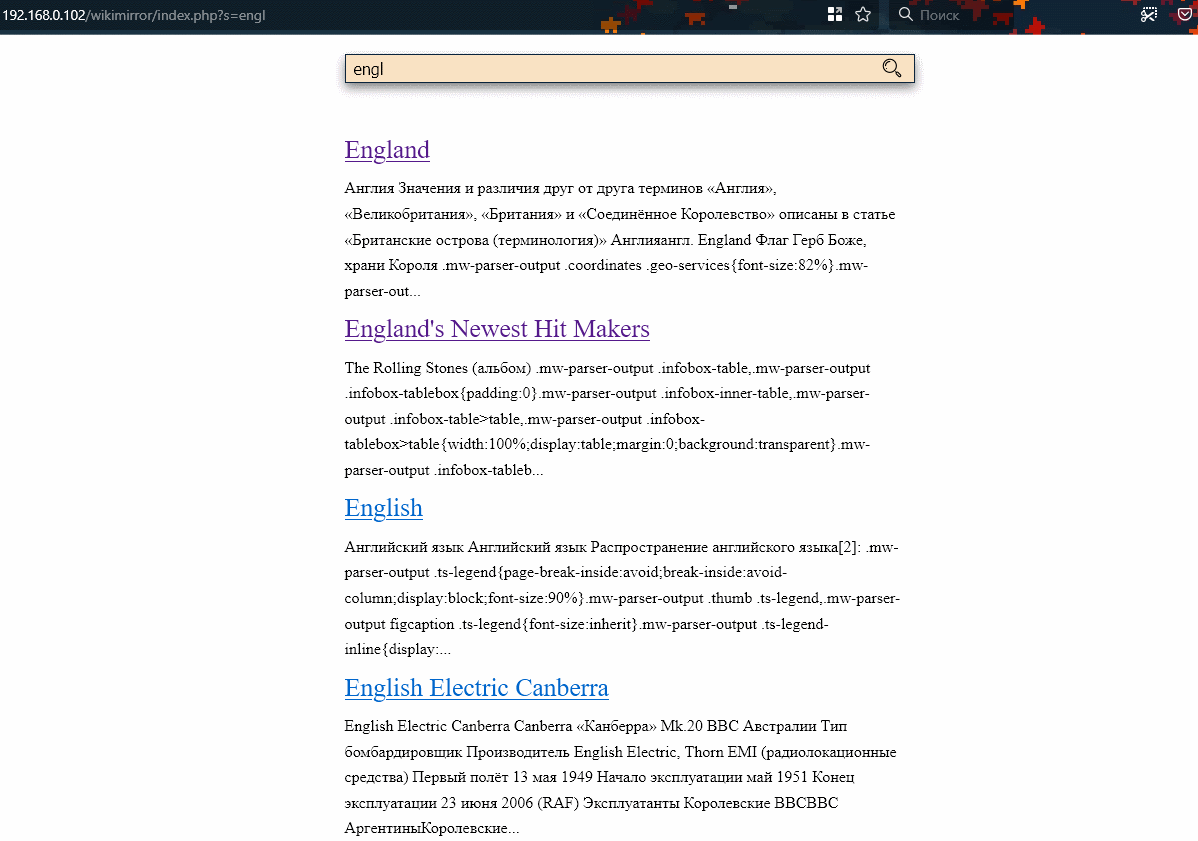 192.168.0.102/wikimirror/index.php?s=engl
Поиск
engl
England
Англия Значения и различия друг от друга терминов «Англия»,
«Великобритания», «Британия» и «Соединённое Королевство» описаны в статье
«Британские острова (терминология)» Англияангл. England Флаг Герб Боже,
храни Короля .mw-parser-output .coordinates .geo-services{font-size:82%}.mw-
parser-out...
England's Newest Hit Makers
The Rolling Stones (альбом) .mw-parser-output .infobox-table,.mw-parser-output
.infobox-tablebox{padding:0}.mw-parser-output .infobox-inner-table,.mw-parser-
output .infobox-table>table,.mw-parser-output .infobox-
tablebox>table{width:100%;display:table;margin:0;background:transparent}.mw-
parser-output .infobox-tableb...
English
Английский язык Английский язык Распространение английского языка[2]: .mw-
parser-output .ts-legend{page-break-inside:avoid;break-inside:avoid-
column;display:block;font-size:90%}.mw-parser-output .thumb .ts-legend,.mw-parser-
output figcaption .ts-legend{font-size:inherit}.mw-parser-output .ts-legend-
inline{display:...
English Electric Canberra
English Electric Canberra Canberra «Канберра» Mk.20 ВВС Австралии Тип
бомбардировщик Производитель English Electric, Thorn EMI (радиолокационные
средства) Первый полёт 13 мая 1949 Начало эксплуатации май 1951 Конец
эксплуатации 23 июня 2006 (RAF) Эксплуатанты Королевские ВВСВВС
АргентиныКоролевские...